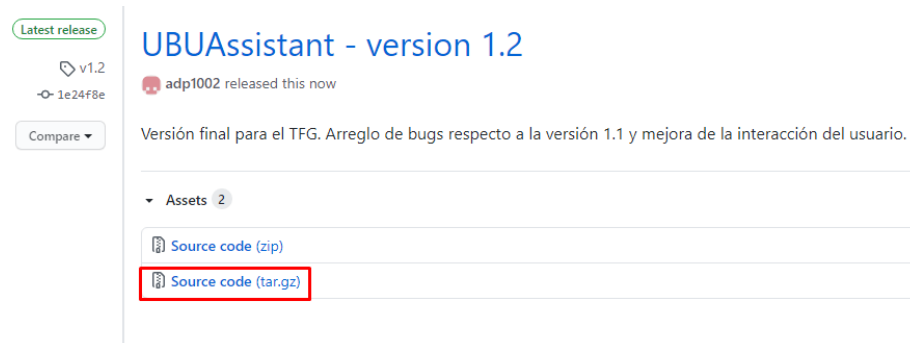 Latest release
v1.2
1e24f8e
Compare
UBUAssistant - version 1.2
adp1002 released this now
Versión final para el TFG. Arreglo de bugs respecto a la versión 1.1 y mejora de la interacción del usuario.
Assets 2
Source code (zip)
Source code (tar.gz)